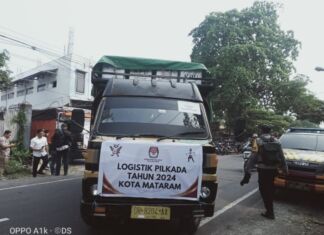 LOGISTIK PILKADA
TAHUN 2024
KOTA MATARAM
OPPO A1k · ©DS